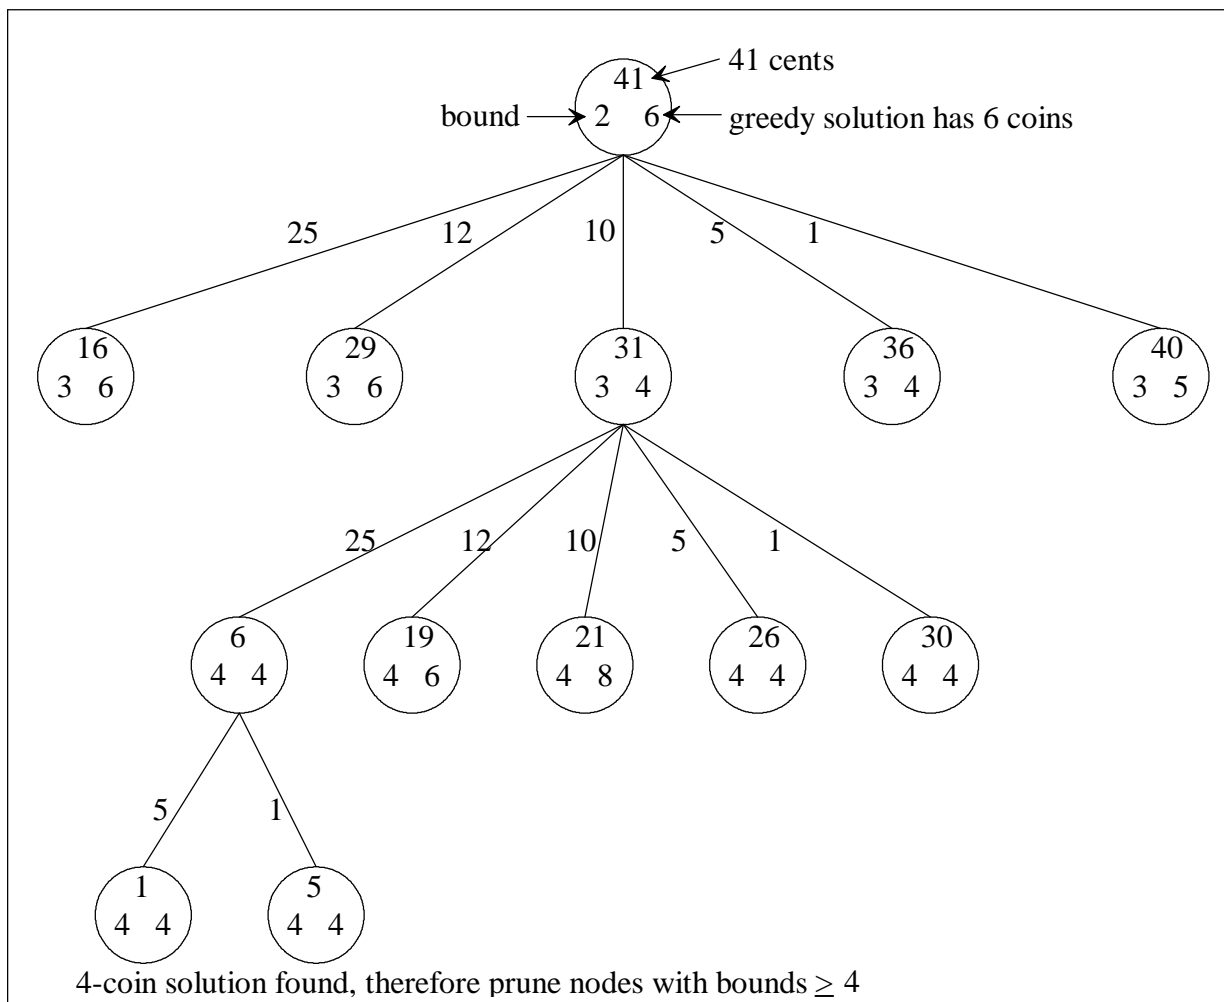 41
41 cents
bound
2 6
greedy solution has 6 coins
25 12 10 5 1
16 29 31 36 40
3 6 3 6 3 4 3 4 3 5
25 12 10 5 1
6 19 21 26 30
4 4 4 6 4 8 4 4 4 4
5 1
1 5
4 4 4 4
4-coin solution found, therefore prune nodes with bounds ≥ 4